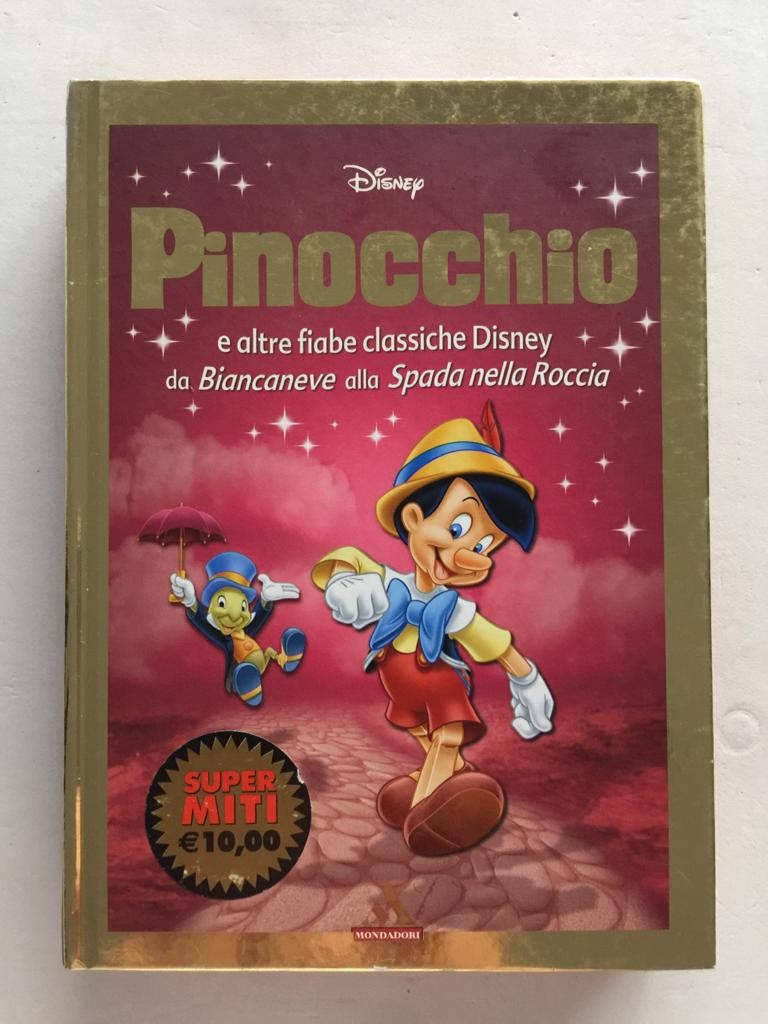 Disney
Pinocchio
e altre fiabe classiche Disney
da Biancaneve alla Spada nella Roccia
SUPER
MITI
€10,00
MONDADORI